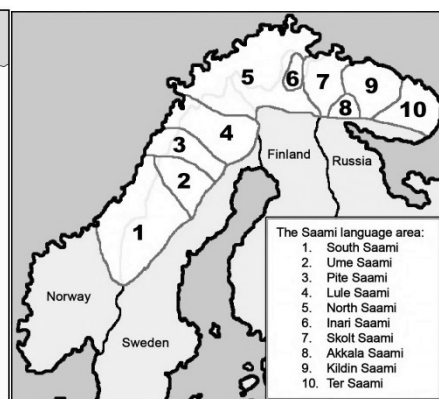 5
6
7
9
10
8
4
3
2
1
Finland
Russia
Norway
Sweden
The Saami language area:
1. South Saami
2. Ume Saami
3. Pite Saami
4. Lule Saami
5. North Saami
6. Inari Saami
7. Skolt Saami
8. Akkala Saami
9. Kildin Saami
10. Ter Saami